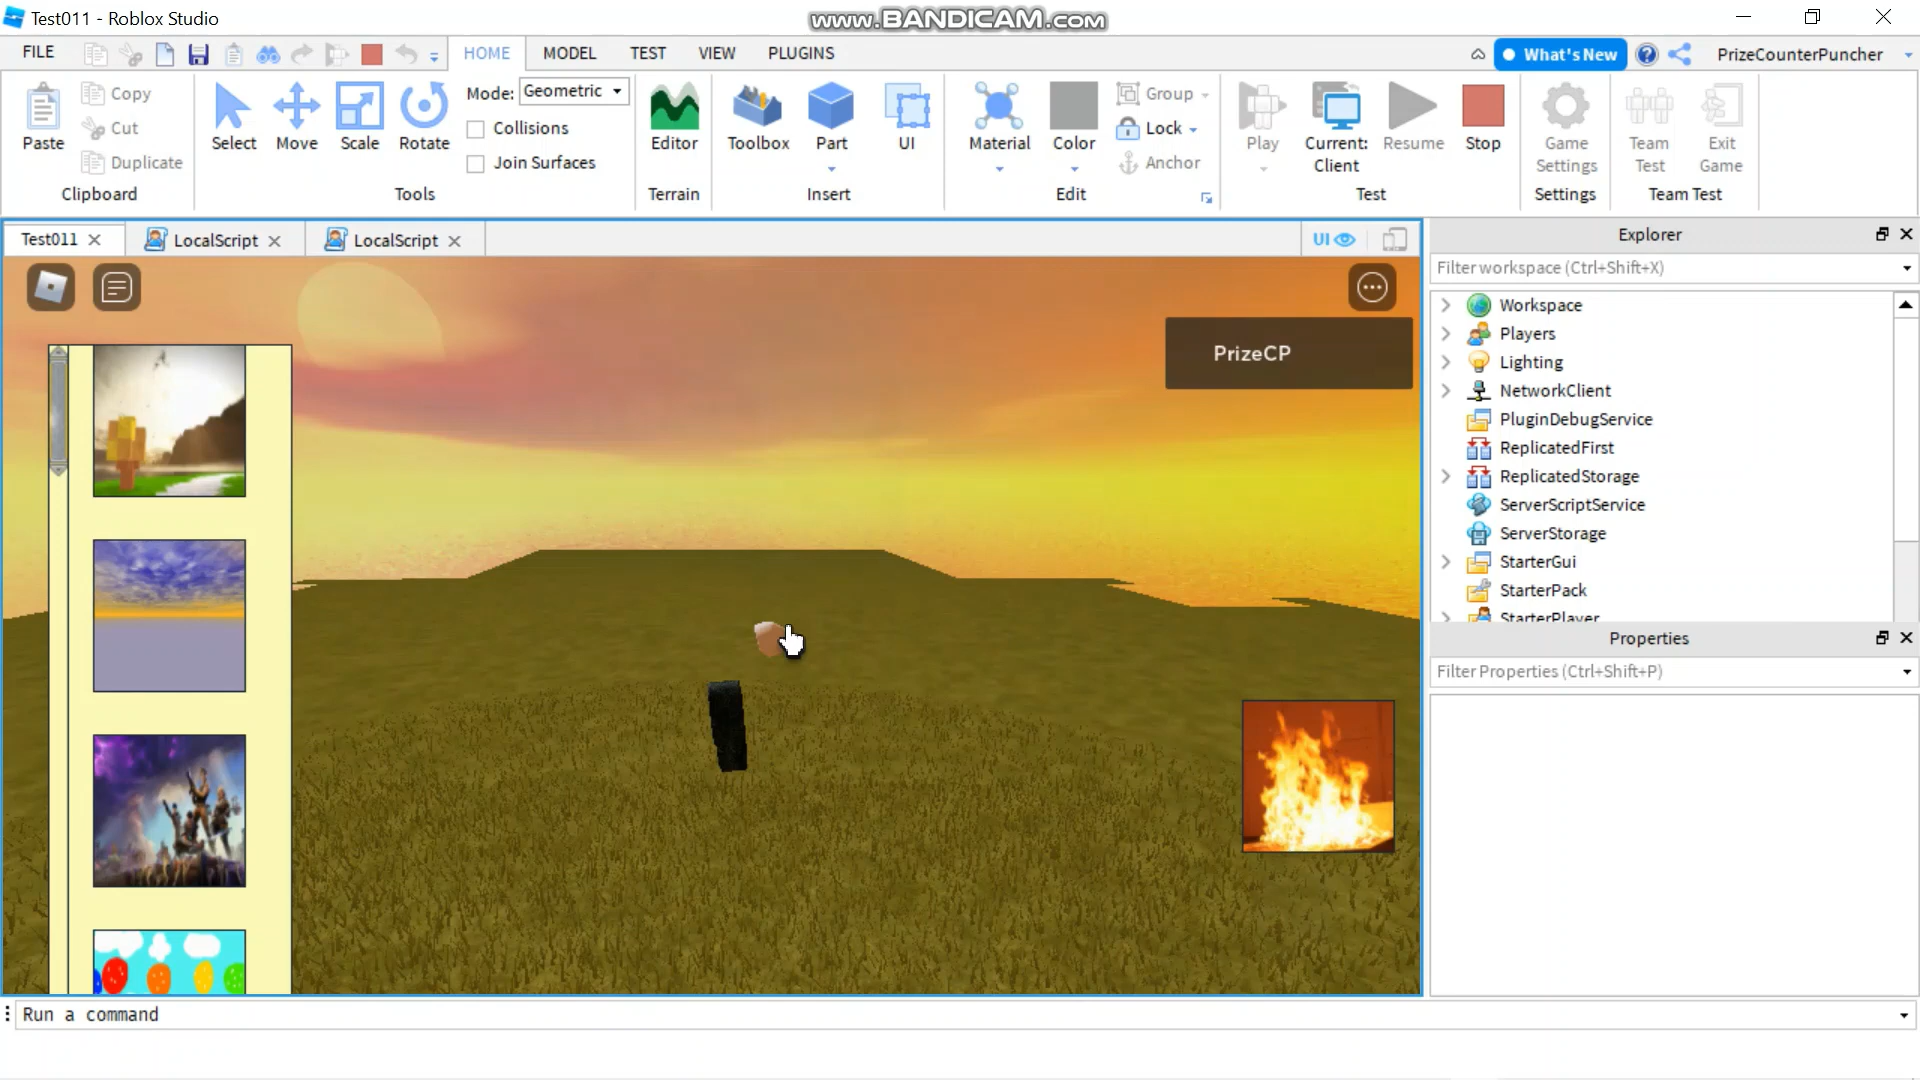 Test011 - Roblox Studio
www.BANDICAM.com
FILE
HOME
MODEL
TEST
VIEW
PLUGINS
What's New
PrizeCounterPuncher
Paste
Copy
Cut
Duplicate
Clipboard
Select
Move
Scale
Rotate
Mode: Geometric
Collisions
Join Surfaces
Tools
Editor
Terrain
Toolbox
Part
UI
Insert
Material
Color
Group
Lock
Anchor
Edit
Play
Current:
Client
Resume
Stop
Test
Game
Settings
Settings
Team
Test
Exit
Game
Team Test
Test011
LocalScript
LocalScript
UI
PrizeCP
Explorer
Filter workspace (Ctrl+Shift+X)
Workspace
Players
Lighting
NetworkClient
PluginDebugService
ReplicatedFirst
ReplicatedStorage
ServerScriptService
ServerStorage
StarterGui
StarterPack
StarterPlayer
Properties
Filter Properties (Ctrl+Shift+P)
Run a command